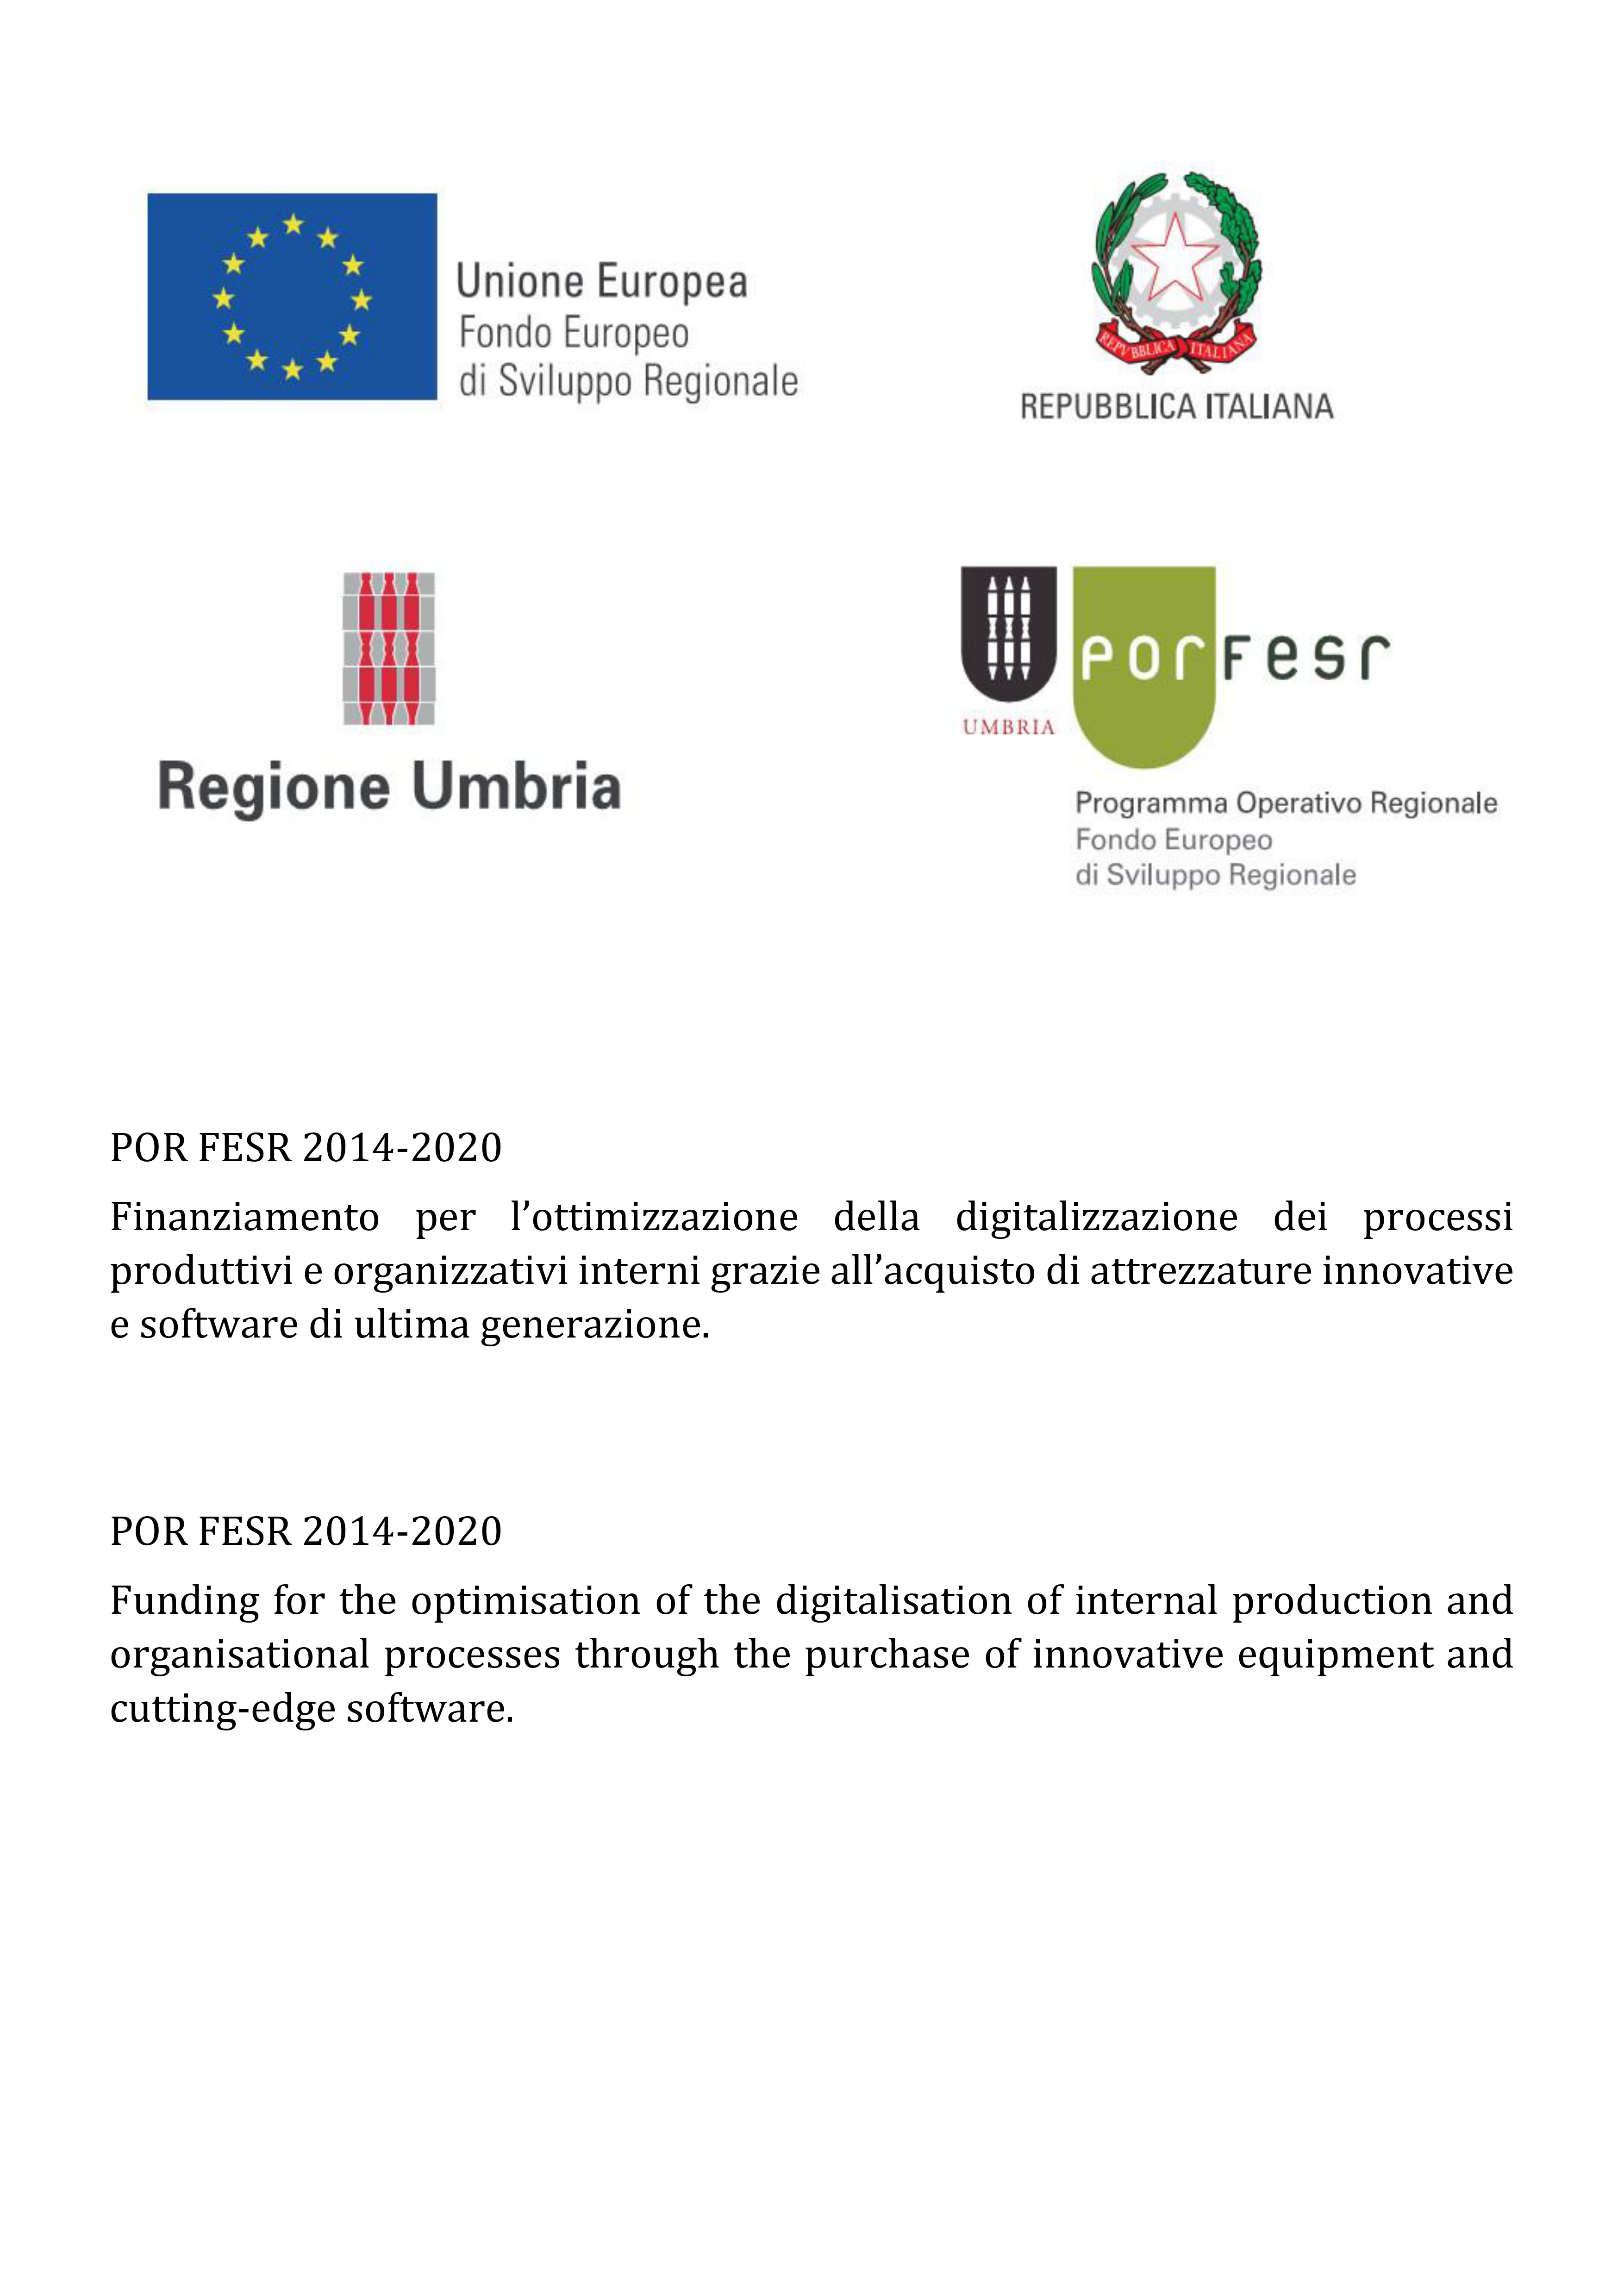 Unione Europea
Fondo Europeo
di Sviluppo Regionale
REPVBBLICA ITALIANA
REPUBBLICA ITALIANA
Regione Umbria
UMBRIA
porfesr
Programma Operativo Regionale
Fondo Europeo
di Sviluppo Regionale
POR FESR 2014-2020
Finanziamento per l’ottimizzazione della digitalizzazione dei processi
produttivi e organizzativi interni grazie all’acquisto di attrezzature innovative
e software di ultima generazione.
POR FESR 2014-2020
Funding for the optimisation of the digitalisation of internal production and
organisational processes through the purchase of innovative equipment and
cutting-edge software.